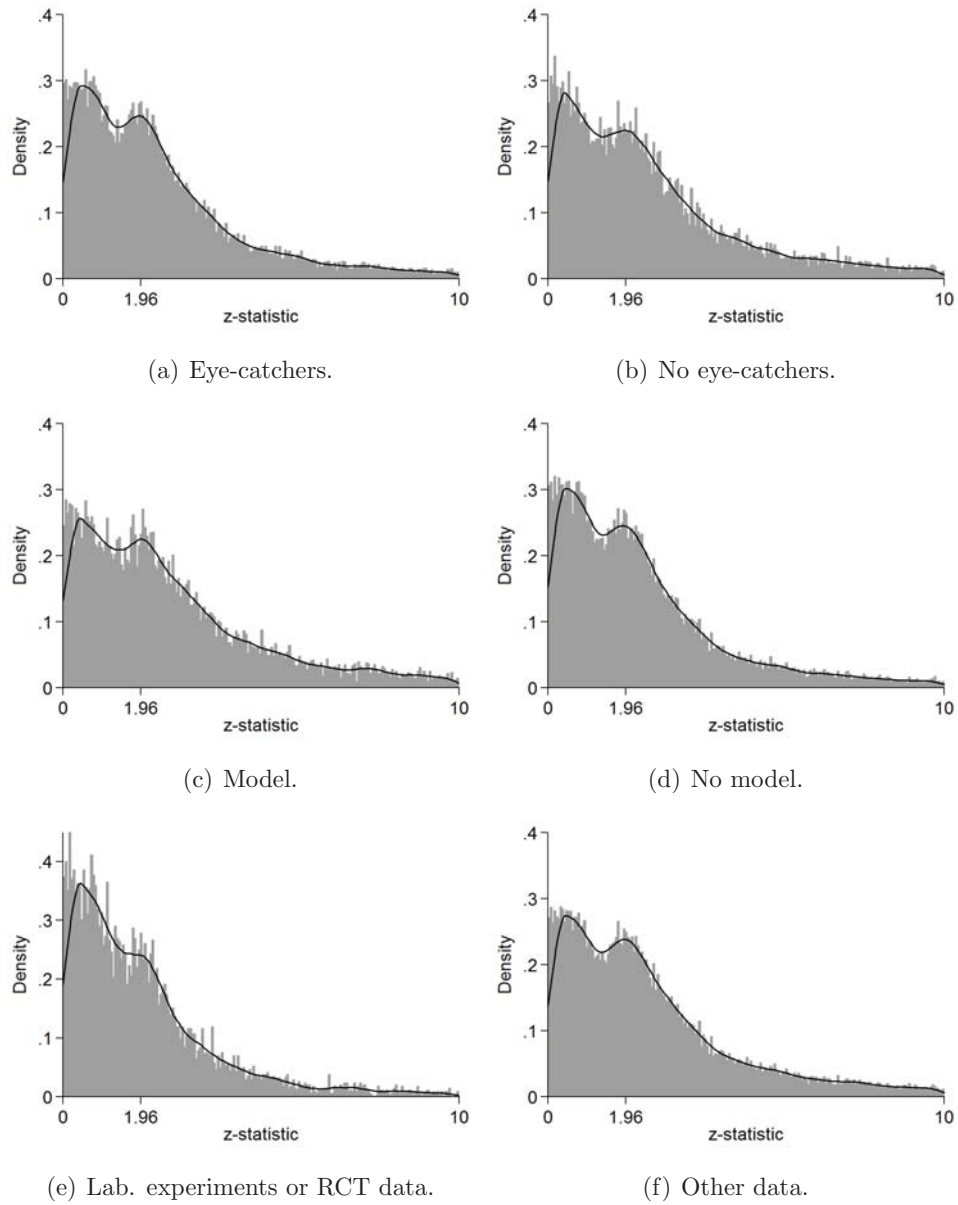 .4
.3
.2
.1
0
Density
0 1.96 10
z-statistic
(a) Eye-catchers.
.4
.3
.2
.1
0
Density
0 1.96 10
z-statistic
(b) No eye-catchers.
.4
.3
.2
.1
0
Density
0 1.96 10
z-statistic
(c) Model.
.4
.3
.2
.1
0
Density
0 1.96 10
z-statistic
(d) No model.
.4
.3
.2
.1
0
Density
0 1.96 10
z-statistic
(e) Lab. experiments or RCT data.
.4
.3
.2
.1
0
Density
0 1.96 10
z-statistic
(f) Other data.